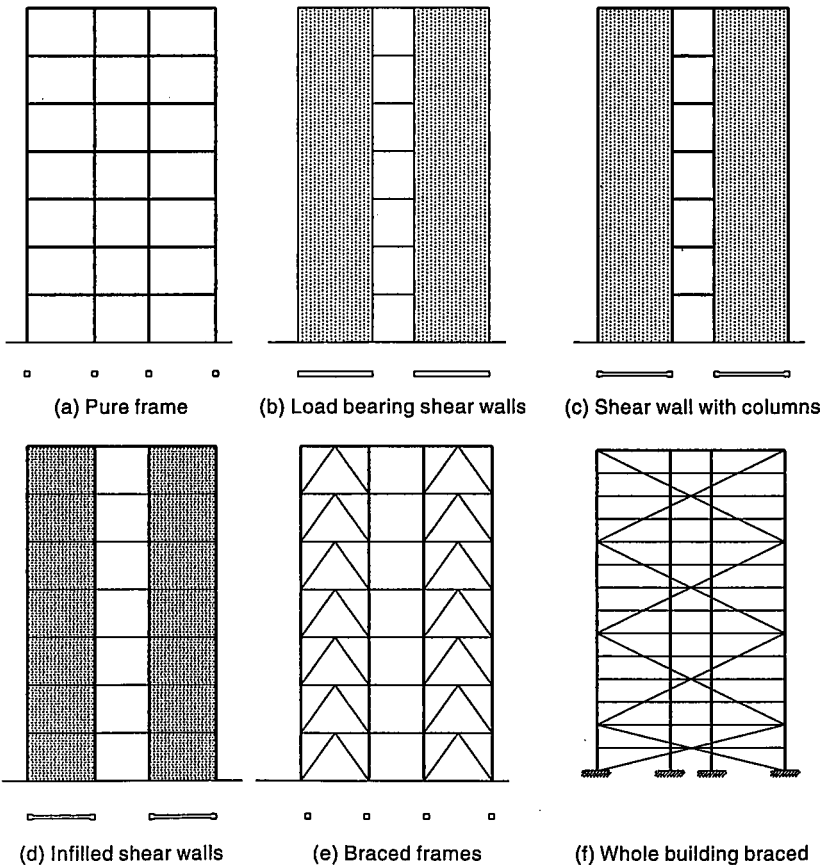 (a) Pure frame
(b) Load bearing shear walls
(c) Shear wall with columns
(d) Infilled shear walls
(e) Braced frames
(f) Whole building braced